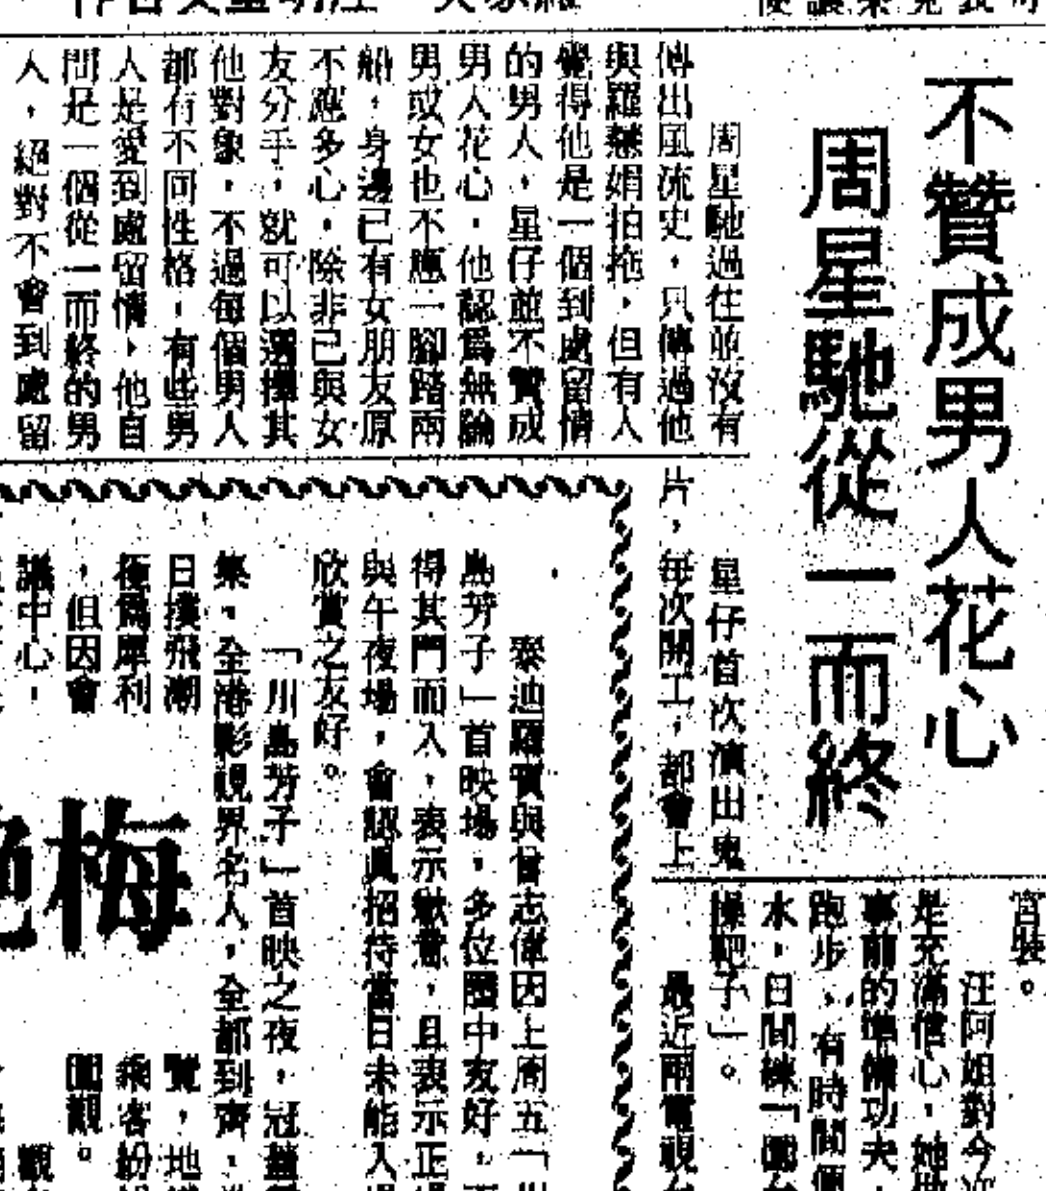 不贊成男人花心
周星馳從一而終
周星馳過往並沒有
傳出風流史,只傳過他
與羅慧娟拍拖,但有人
覺得他是一個到處留情
的男人,星仔並不贊成
男人花心,他認爲無論
男或女也不應一腳踏兩
船,身邊已有女朋友原
不應多心,除非已與女
友分手,就可以選擇其
他對象,不過每個男人
都有不同性格,有些男
人是愛到處留情,他自
問是一個從一而終的男
人,絕對不會到處留
星仔首次演出鬼
片,每次開工,都會上
宮裝。
汪阿姐對今次
是充滿信心,她
事前的準備功夫,
跑步,有時間便
水,日間練「
操靶子」。
最近兩電視
泰迪羅賓與曾志偉因上周五「川
島芳子」首映場,多位圈中友好,
得其門而入,表示歉意,且表示正
與午夜場,會認眞招待當日未能入
欣賞之友好。
「川島芳子」首映之夜,冠蓋
集,全港影視界名人,全都到齊,
日撲飛潮
極爲犀利
,但因會
議中心,
梅
覽,地
乘客紛
圍觀。
觀